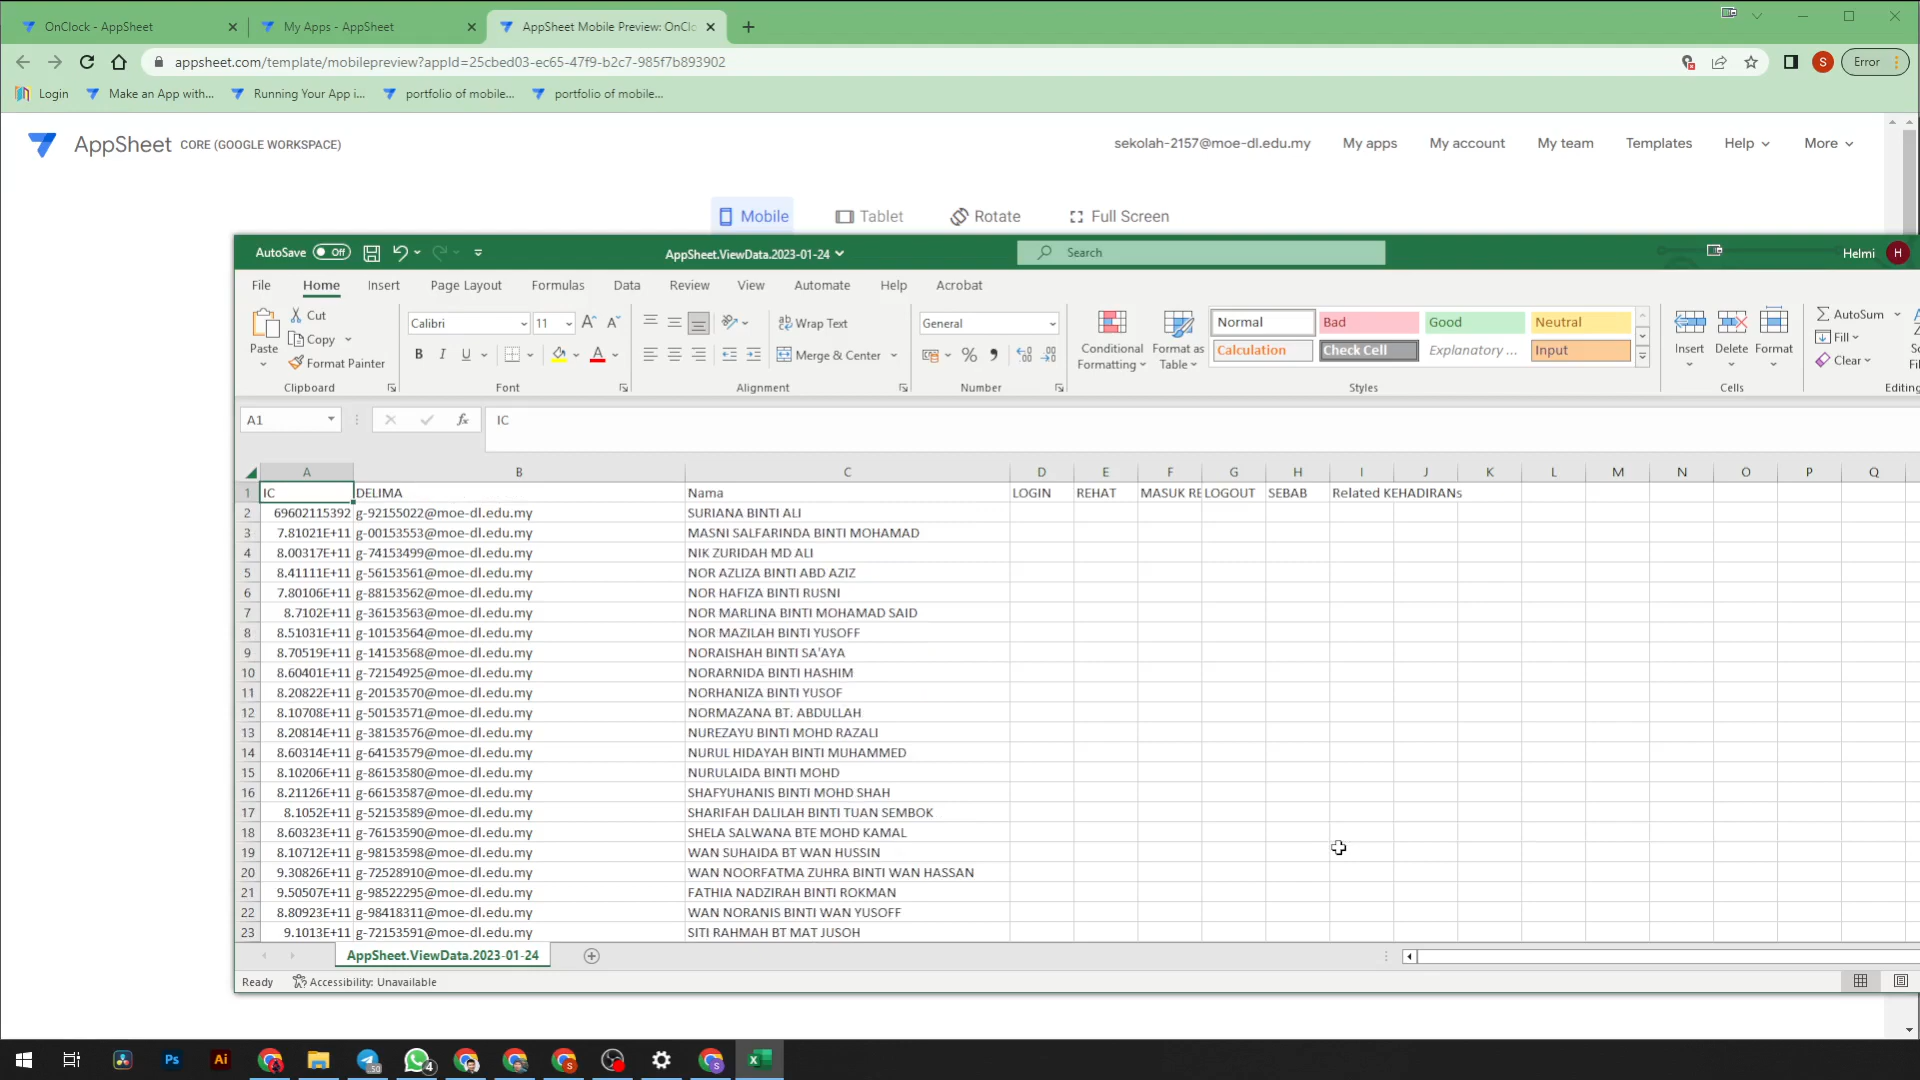 OnClock - AppSheet
My Apps - AppSheet
AppSheet Mobile Preview: OnClo
appsheet.com/template/mobilepreview?appId=25cbed03-ec65-47f9-b2c7-985f7b893902
S
Error
Login
Make an App with...
Running Your App i...
portfolio of mobile...
portfolio of mobile...
AppSheet CORE (GOOGLE WORKSPACE)
sekolah-2157@moe-dl.edu.my
My apps
My account
My team
Templates
Help
More
Mobile
Tablet
Rotate
Full Screen
AutoSave Off
AppSheet.ViewData.2023-01-24
Search
Helmi H
File Home Insert Page Layout Formulas Data Review View Automate Help Acrobat
Paste
Cut
Copy
Format Painter
Clipboard
Calibri 11
B I U
Font
Wrap Text
Merge & Center
Alignment
General
Number
Conditional Formatting
Format as Table
Normal Bad Good Neutral
Calculation Check Cell Explanatory ... Input
Styles
Insert Delete Format
Cells
AutoSum
Fill
Clear
Editing
A1 fx IC
A B C D E F G H I J K L M N O P Q
1 IC DELIMA Nama LOGIN REHAT MASUK RE LOGOUT SEBAB Related KEHADIRANs
2 69602115392 g-92155022@moe-dl.edu.my SURIANA BINTI ALI
3 7.81021E+11 g-00153553@moe-dl.edu.my MASNI SALFARINDA BINTI MOHAMAD
4 8.00317E+11 g-74153499@moe-dl.edu.my NIK ZURIDAH MD ALI
5 8.41111E+11 g-56153561@moe-dl.edu.my NOR AZLIZA BINTI ABD AZIZ
6 7.80106E+11 g-88153562@moe-dl.edu.my NOR HAFIZA BINTI RUSNI
7 8.7102E+11 g-36153563@moe-dl.edu.my NOR MARLINA BINTI MOHAMAD SAID
8 8.51031E+11 g-10153564@moe-dl.edu.my NOR MAZILAH BINTI YUSOFF
9 8.70519E+11 g-14153568@moe-dl.edu.my NORAISHAH BINTI SA'AYA
10 8.60401E+11 g-72154925@moe-dl.edu.my NORARNIDA BINTI HASHIM
11 8.20822E+11 g-20153570@moe-dl.edu.my NORHANIZA BINTI YUSOF
12 8.10708E+11 g-50153571@moe-dl.edu.my NORMAZANA BT. ABDULLAH
13 8.20814E+11 g-38153576@moe-dl.edu.my NUREZAYU BINTI MOHD RAZALI
14 8.60314E+11 g-64153579@moe-dl.edu.my NURUL HIDAYAH BINTI MUHAMMED
15 8.10206E+11 g-86153580@moe-dl.edu.my NURULAIDA BINTI MOHD
16 8.21126E+11 g-66153587@moe-dl.edu.my SHAFYUHANIS BINTI MOHD SHAH
17 8.1052E+11 g-52153589@moe-dl.edu.my SHARIFAH DALILAH BINTI TUAN SEMBOK
18 8.60323E+11 g-76153590@moe-dl.edu.my SHELA SALWANA BTE MOHD KAMAL
19 8.10712E+11 g-98153598@moe-dl.edu.my WAN SUHAIDA BT WAN HUSSIN
20 9.30826E+11 g-72528910@moe-dl.edu.my WAN NOORFATMA ZUHRA BINTI WAN HASSAN
21 9.50507E+11 g-98522295@moe-dl.edu.my FATHIA NADZIRAH BINTI ROKMAN
22 8.80923E+11 g-98418311@moe-dl.edu.my WAN NORANIS BINTI WAN YUSOFF
23 9.1013E+11 g-72153591@moe-dl.edu.my SITI RAHMAH BT MAT JUSOH
AppSheet.ViewData.2023-01-24
Ready
Accessibility: Unavailable
Ps Ai 50 4 S S